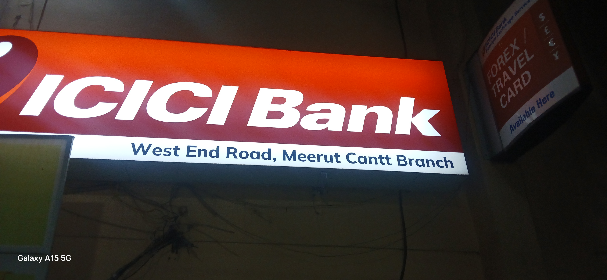 ICICI Bank
West End Road, Meerut Cantt Branch
FOREX /
TRAVEL
CARD
Available Here
Galaxy A15 5G